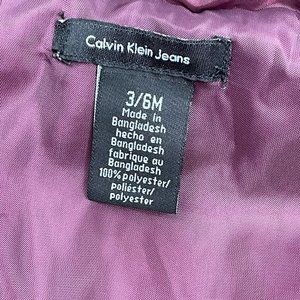 Calvin Klein Jeans
3/6M
Made in
Bangladesh
hecho en
Bangladesh
fabrique au
Bangladesh
100% polyester/
poliéster/
polyester